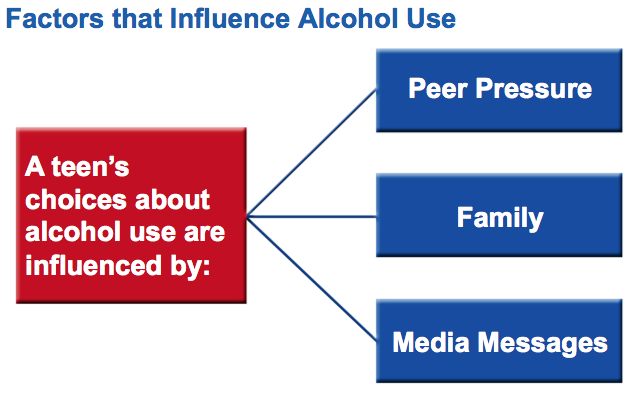 Factors that Influence Alcohol Use
A teen’s
choices about
alcohol use are
influenced by:
Peer Pressure
Family
Media Messages